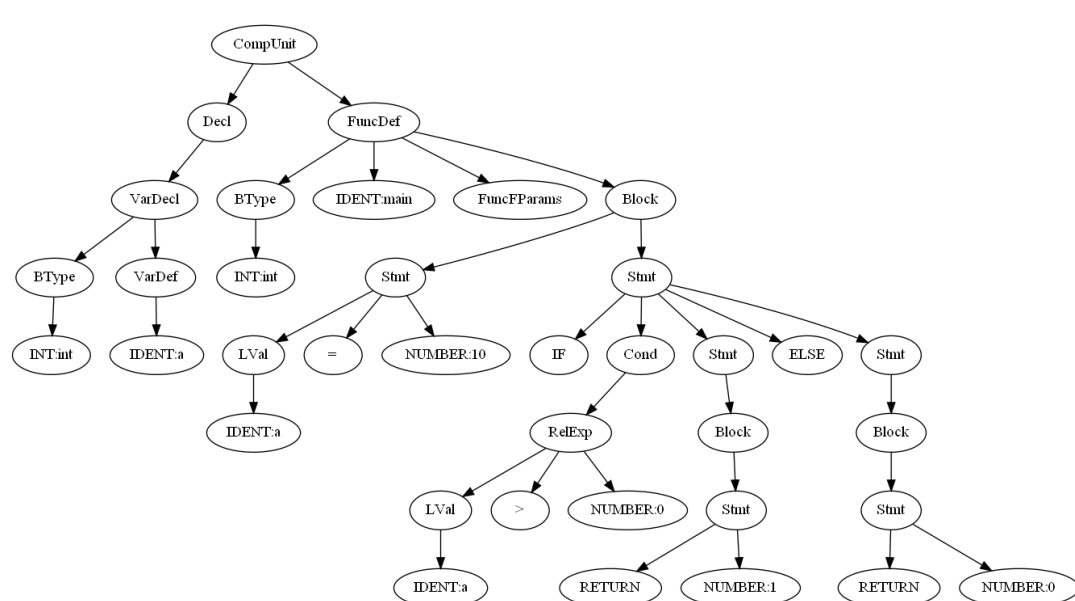 CompUnit
Decl FuncDef
VarDecl BType IDENT:main FuncFParams Block
BType VarDef INT:int Stmt Stmt
INT:int IDENT:a LVal = NUMBER:10 IF Cond Stmt ELSE Stmt
IDENT:a RelExp Block Block
LVal > NUMBER:0 Stmt Stmt
IDENT:a RETURN NUMBER:1 RETURN NUMBER:0